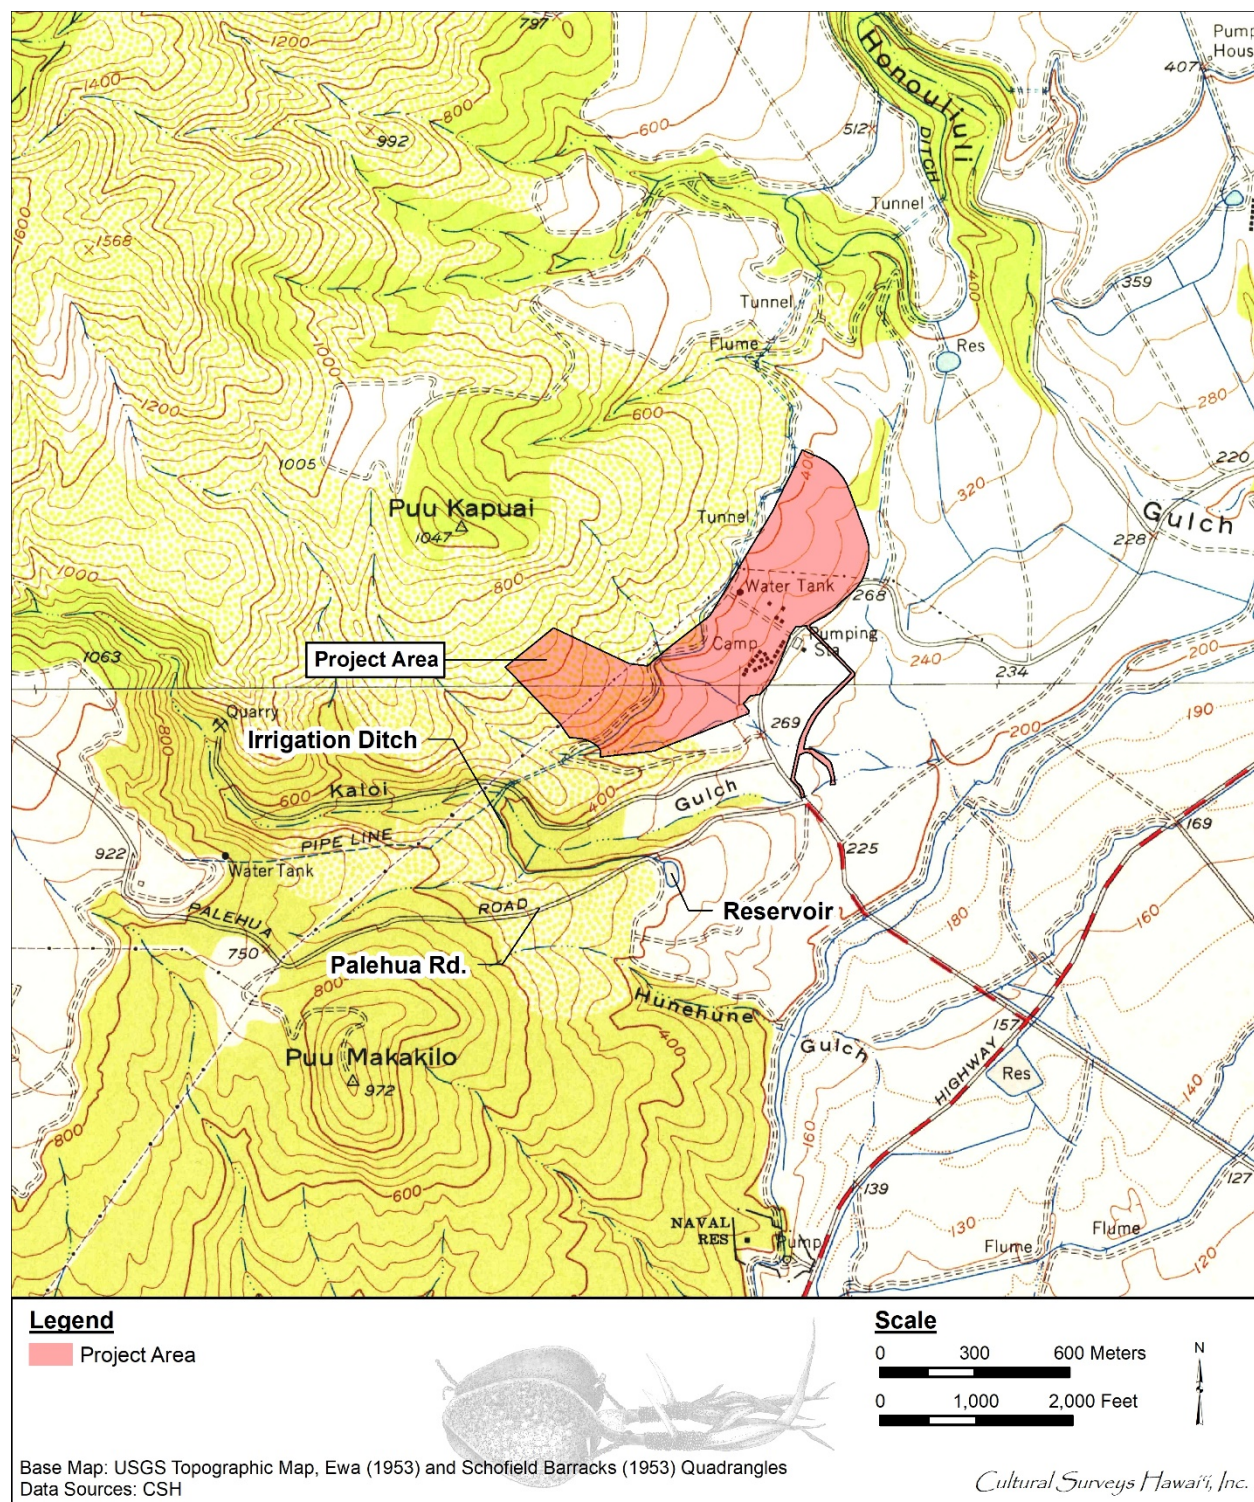 797
1200
Pump
Hous
407
1400
800
Honouliuli
600
512
992
DITCH
Tunnel
1600
1568
359
Tunnel
400
1000
Flume
Res
1200
600
280
1005
400
220
320
Puu Kapuai
Tunnel
Gulch
1047
228
800
1000
Water Tank
268
Camp
Pumping
Sta
1063
Project Area
240
234
200
Quarry
190
269
200
800
Irrigation Ditch
600
Kaloi
400
Gulch
169
PIPE LINE
225
922
Water Tank
PALEHUA
ROAD
Reservoir
180
160
750
Palehua Rd.
800
Hunehune
157
400
Gulch
Puu Makakilo
HIGHWAY
Res
972
140
800
160
127
600
139
NAVAL
RES
130
Pump
Flume
Flume
120
Legend
Project Area
Scale
0 300 600 Meters
0 1,000 2,000 Feet
N
Base Map: USGS Topographic Map, Ewa (1953) and Schofield Barracks (1953) Quadrangles
Data Sources: CSH
Cultural Surveys Hawaiʻi, Inc.